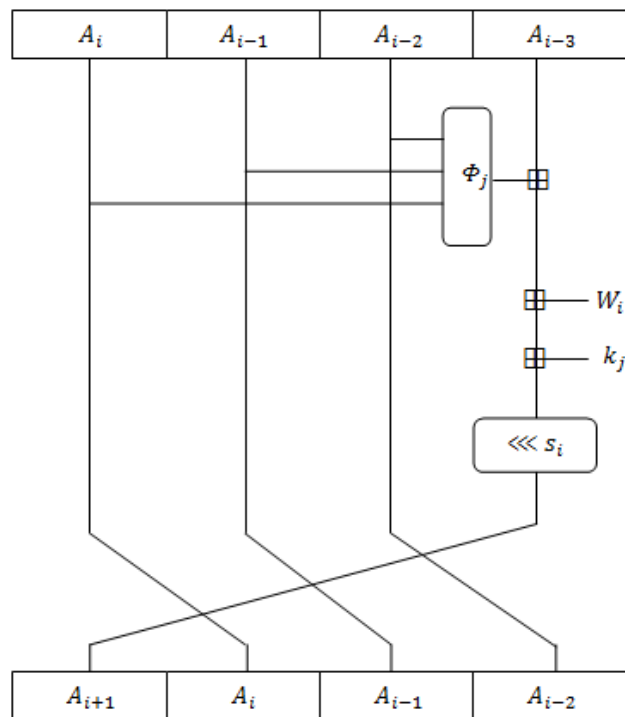 A_i A_{i-1} A_{i-2} A_{i-3}
Φ_j
W_i
k_j
⋘ s_i
A_{i+1} A_i A_{i-1} A_{i-2}